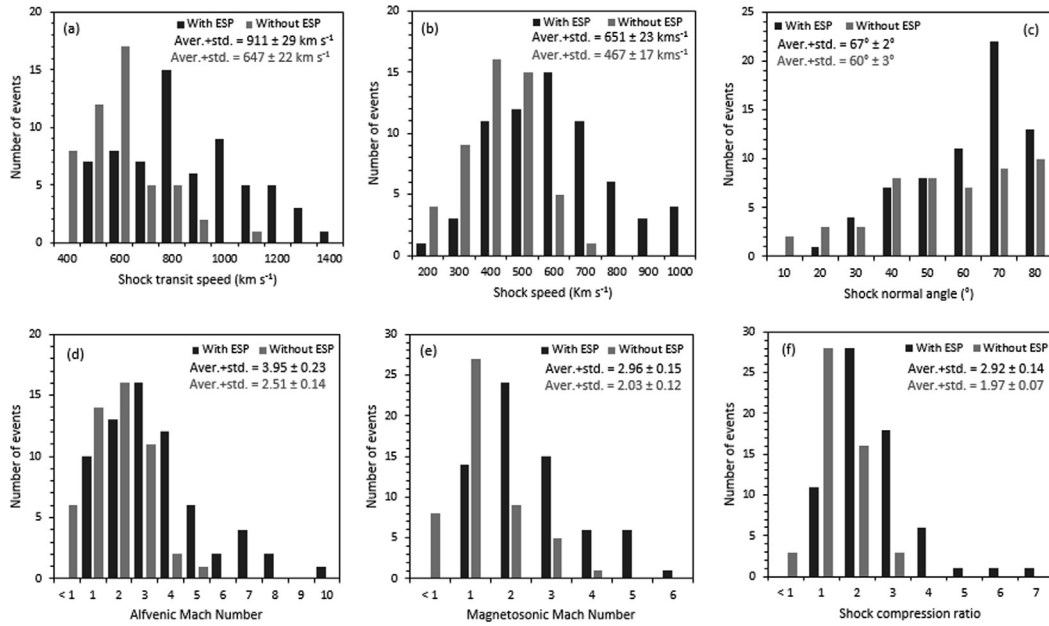 (a)
With ESP Without ESP
Aver.+std. = 911 ± 29 km s⁻¹
Aver.+std. = 647 ± 22 km s⁻¹
Number of events
20
15
10
5
0
400 600 800 1000 1200 1400
Shock transit speed (km s⁻¹)
(b)
With ESP Without ESP
Aver.+std. = 651 ± 23 kms⁻¹
Aver.+std. = 467 ± 17 kms⁻¹
Number of events
20
15
10
5
0
200 300 400 500 600 700 800 900 1000
Shock speed (Km s⁻¹)
(c)
With ESP Without ESP
Aver.+std. = 67⁰ ± 2⁰
Aver.+std. = 60⁰ ± 3⁰
Number of events
25
20
15
10
5
0
10 20 30 40 50 60 70 80
Shock normal angle (⁰)
(d)
With ESP Without ESP
Aver.+std. = 3.95 ± 0.23
Aver.+std. = 2.51 ± 0.14
Number of events
20
15
10
5
0
< 1 1 2 3 4 5 6 7 8 9 10
Alfvenic Mach Number
(e)
With ESP Without ESP
Aver.+std. = 2.96 ± 0.15
Aver.+std. = 2.03 ± 0.12
Number of events
30
25
20
15
10
5
0
< 1 1 2 3 4 5 6
Magnetosonic Mach Number
(f)
With ESP Without ESP
Aver.+std. = 2.92 ± 0.14
Aver.+std. = 1.97 ± 0.07
Number of events
30
25
20
15
10
5
0
< 1 1 2 3 4 5 6 7
Shock compression ratio